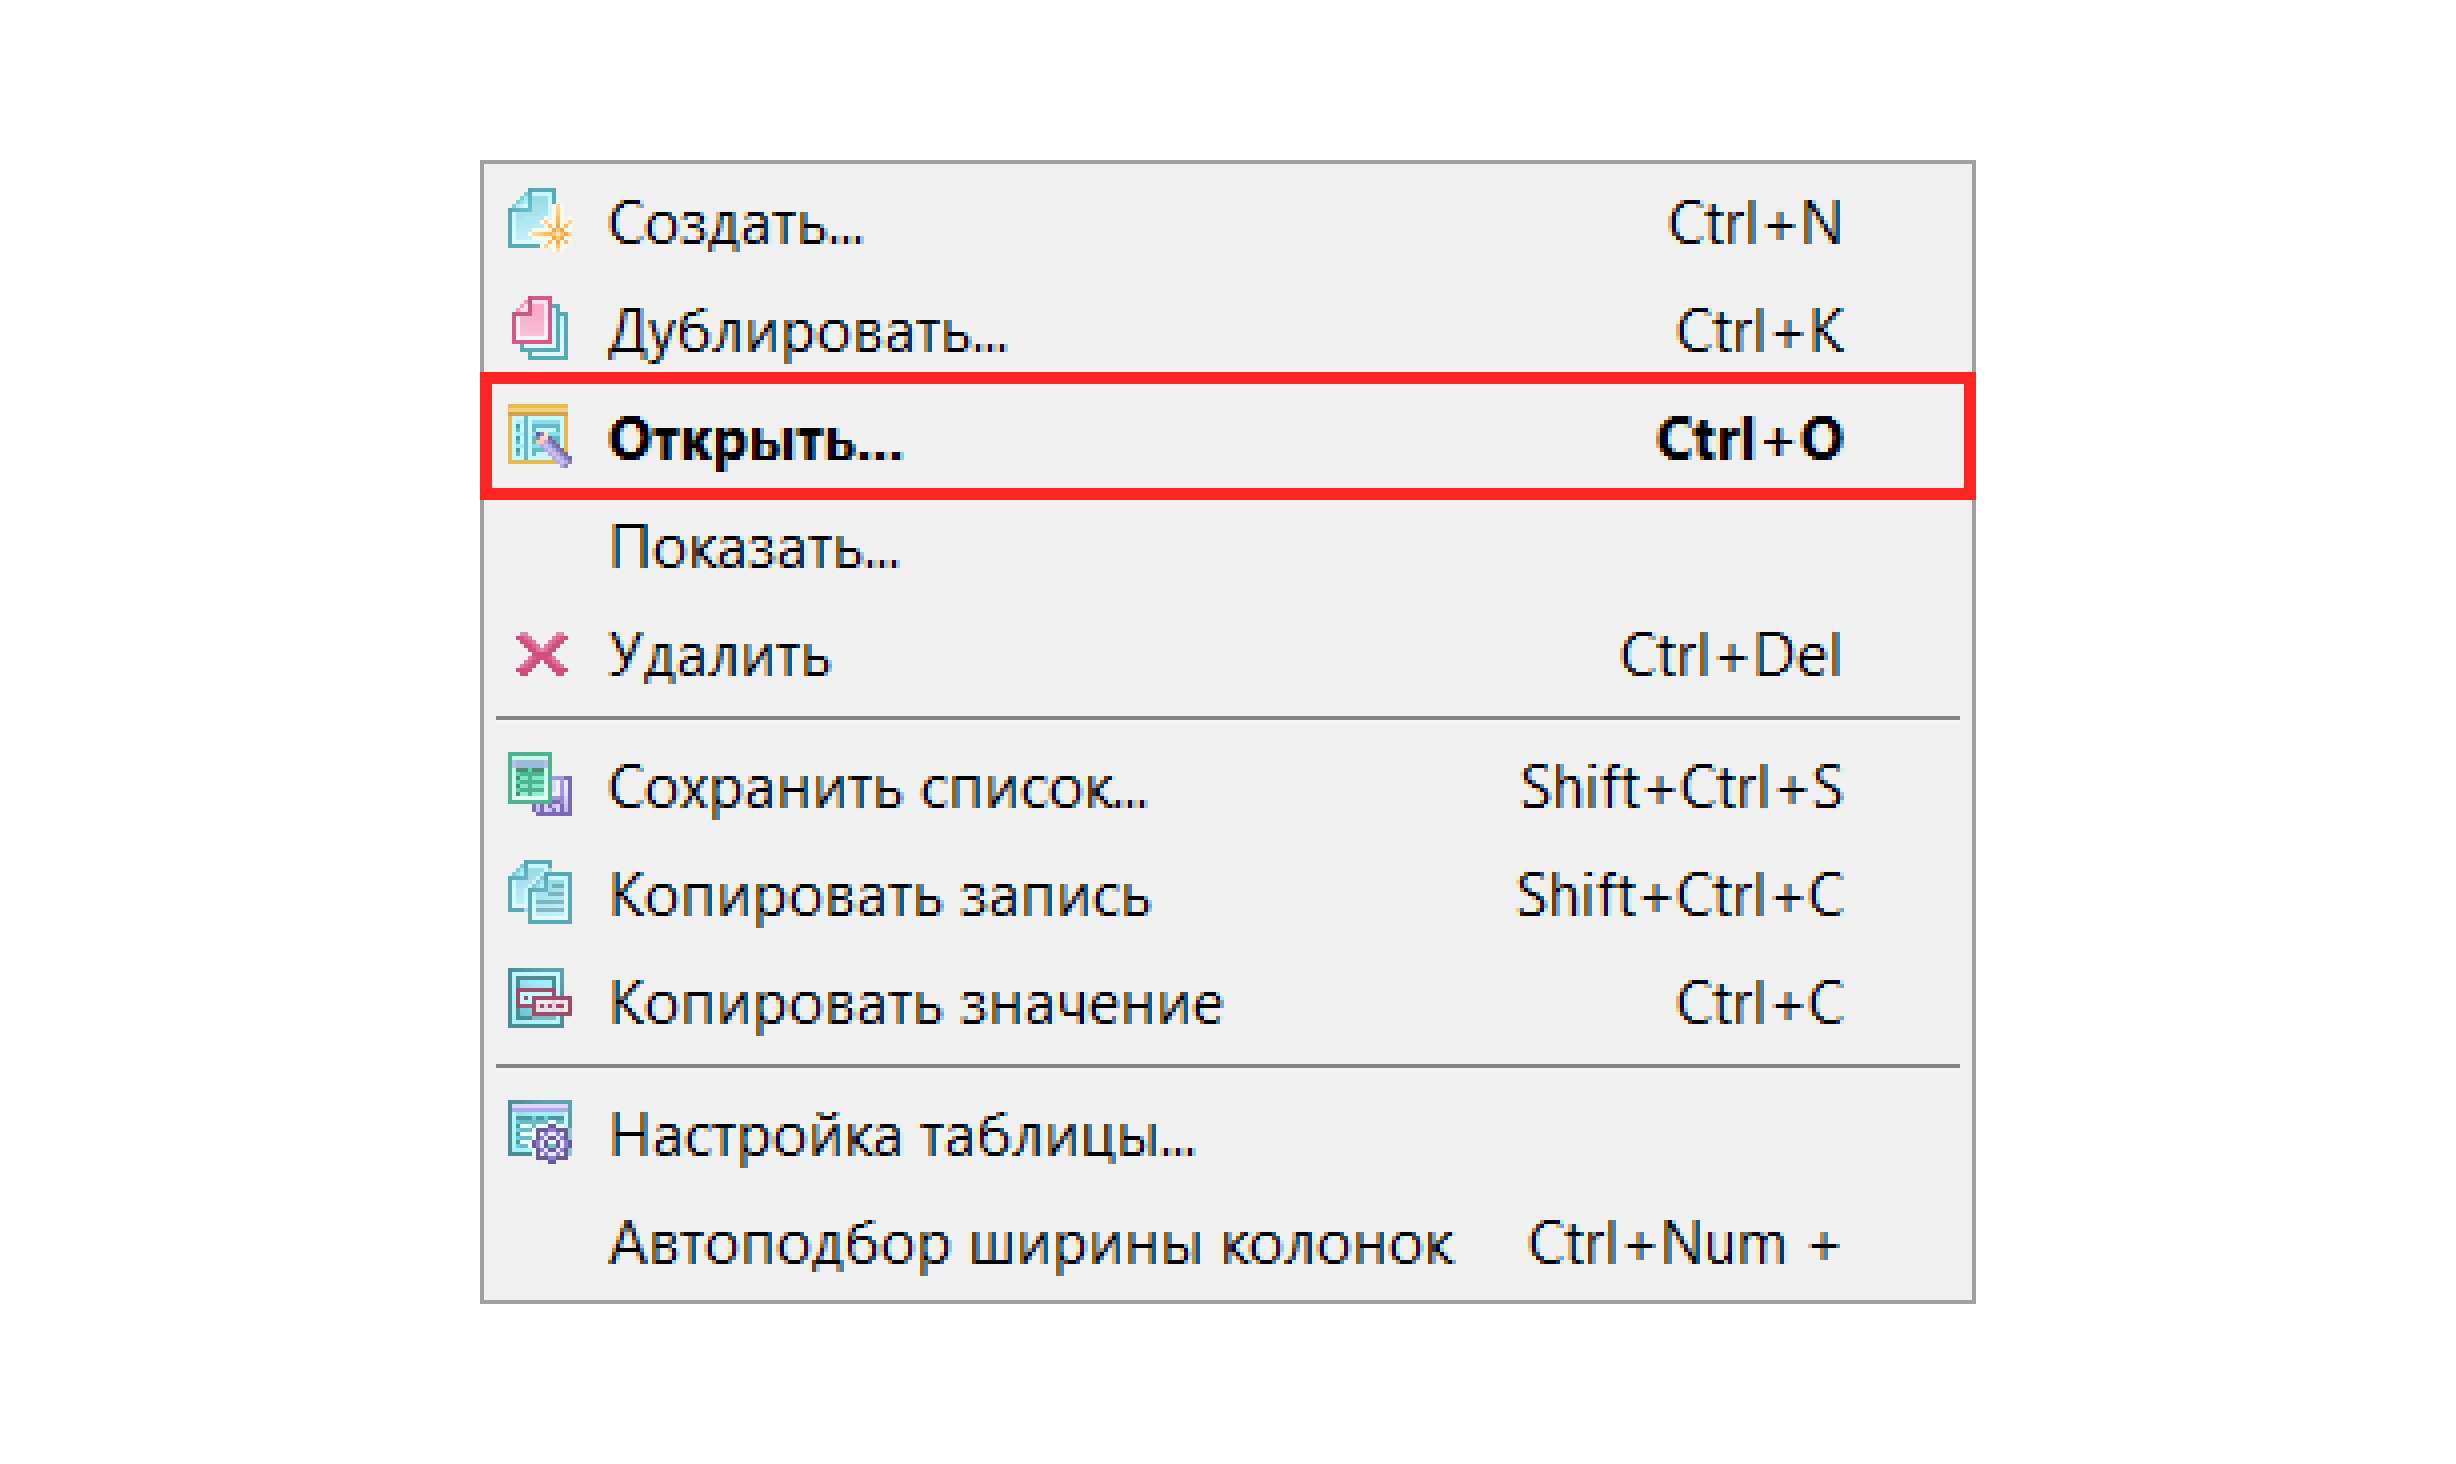 Создать... Ctrl+N
Дублировать... Ctrl+K
Открыть... Ctrl+O
Показать...
Удалить Ctrl+Del
Сохранить список... Shift+Ctrl+S
Копировать запись Shift+Ctrl+C
Копировать значение Ctrl+C
Настройка таблицы...
Автоподбор ширины колонок Ctrl+Num +